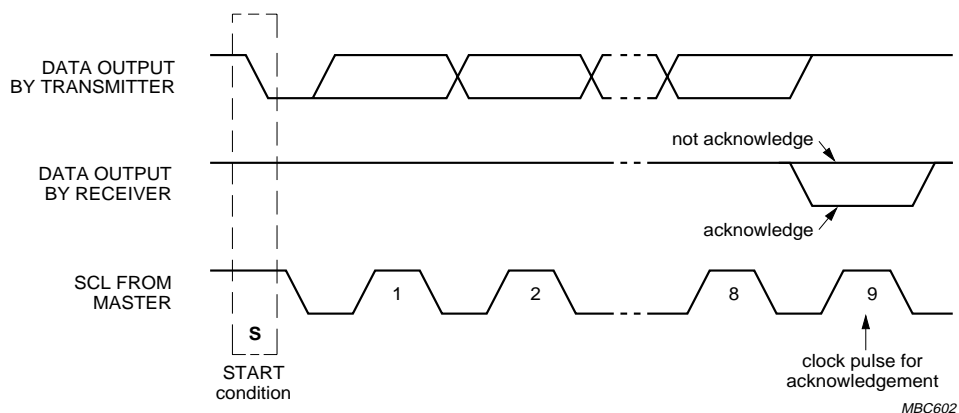 DATA OUTPUT
BY TRANSMITTER
not acknowledge
DATA OUTPUT
BY RECEIVER
acknowledge
SCL FROM
MASTER
1
2
8
9
S
START
condition
clock pulse for
acknowledgement
MBC602